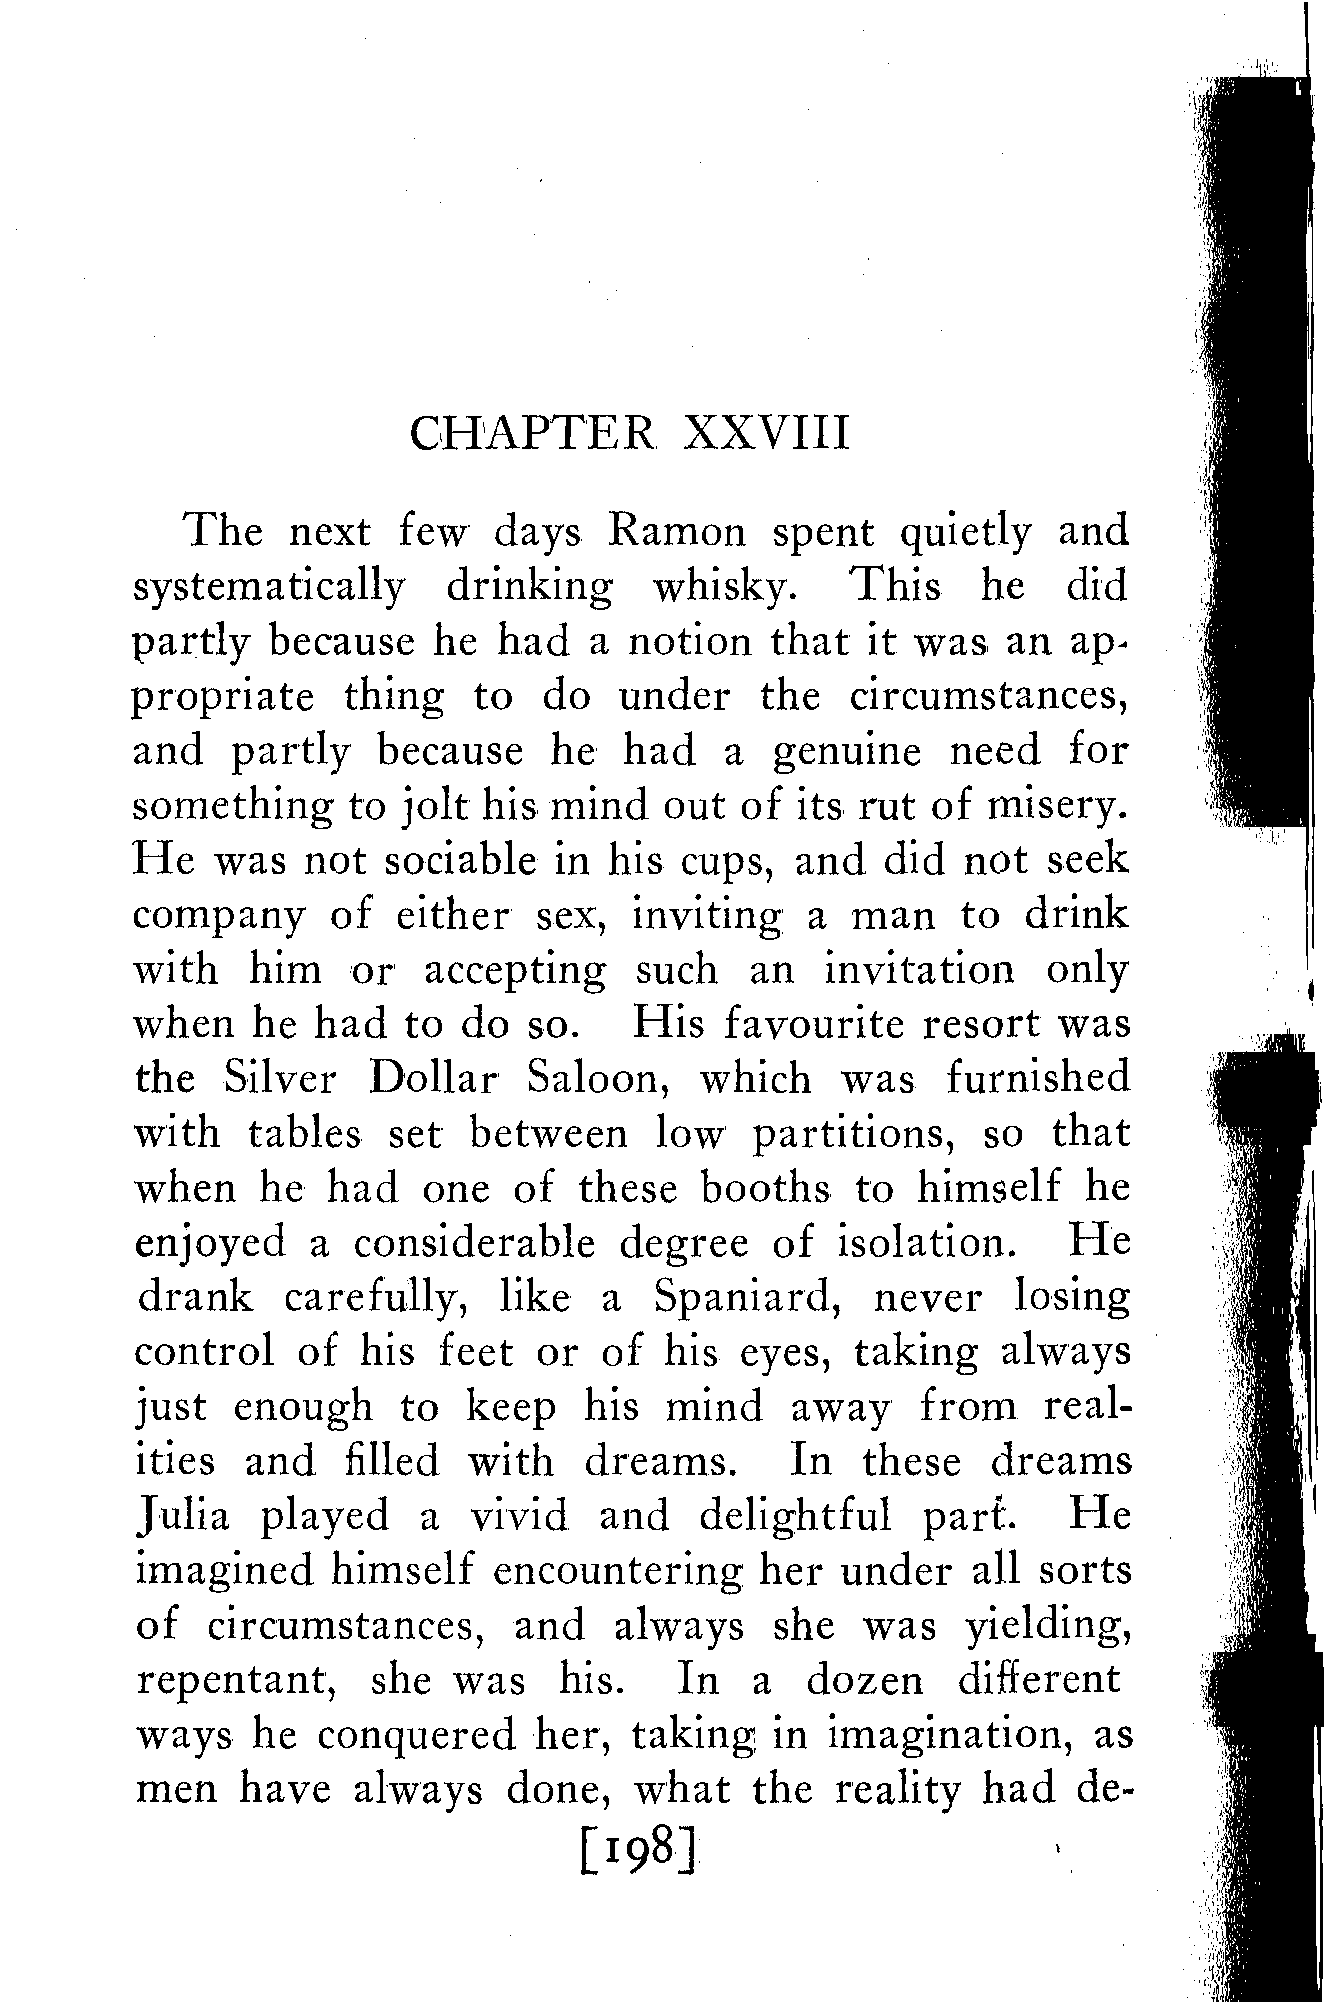 CHAPTER XXVIII
The next few days Ramon spent quietly and
systematically drinking whisky. This he did
partly because he had a notion that it was an ap-
propriate thing to do under the circumstances,
and partly because he had a genuine need for
something to jolt his mind out of its rut of misery.
He was not sociable in his cups, and did not seek
company of either sex, inviting a man to drink
with him or accepting such an invitation only
when he had to do so. His favourite resort was
the Silver Dollar Saloon, which was furnished
with tables set between low partitions, so that
when he had one of these booths to himself he
enjoyed a considerable degree of isolation. He
drank carefully, like a Spaniard, never losing
control of his feet or of his eyes, taking always
just enough to keep his mind away from real-
ities and filled with dreams. In these dreams
Julia played a vivid and delightful part. He
imagined himself encountering her under all sorts
of circumstances, and always she was yielding,
repentant, she was his. In a dozen different
ways he conquered her, taking in imagination, as
men have always done, what the reality had de-
[198]